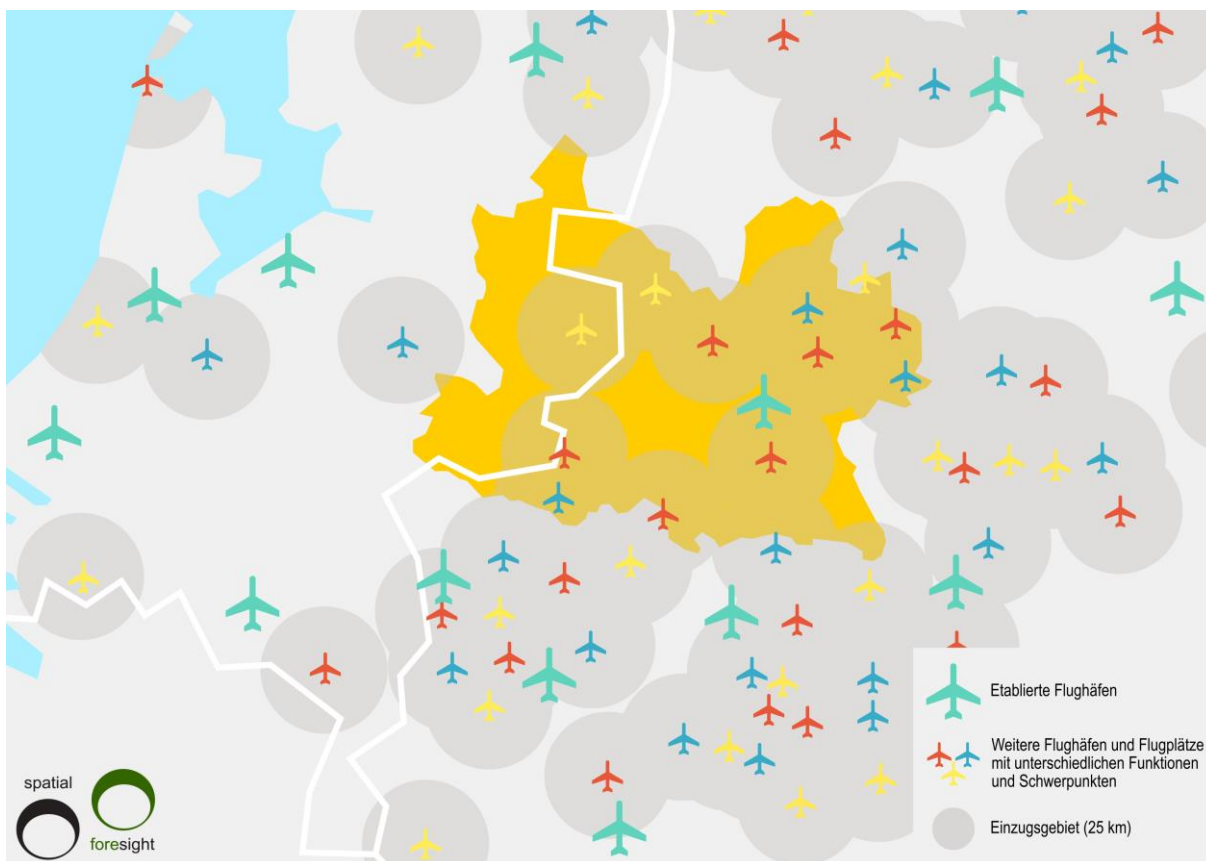 Etablierte Flughäfen
Weitere Flughäfen und Flugplätze
mit unterschiedlichen Funktionen
und Schwerpunkten
Einzugsgebiet (25 km)
spatial
foresight